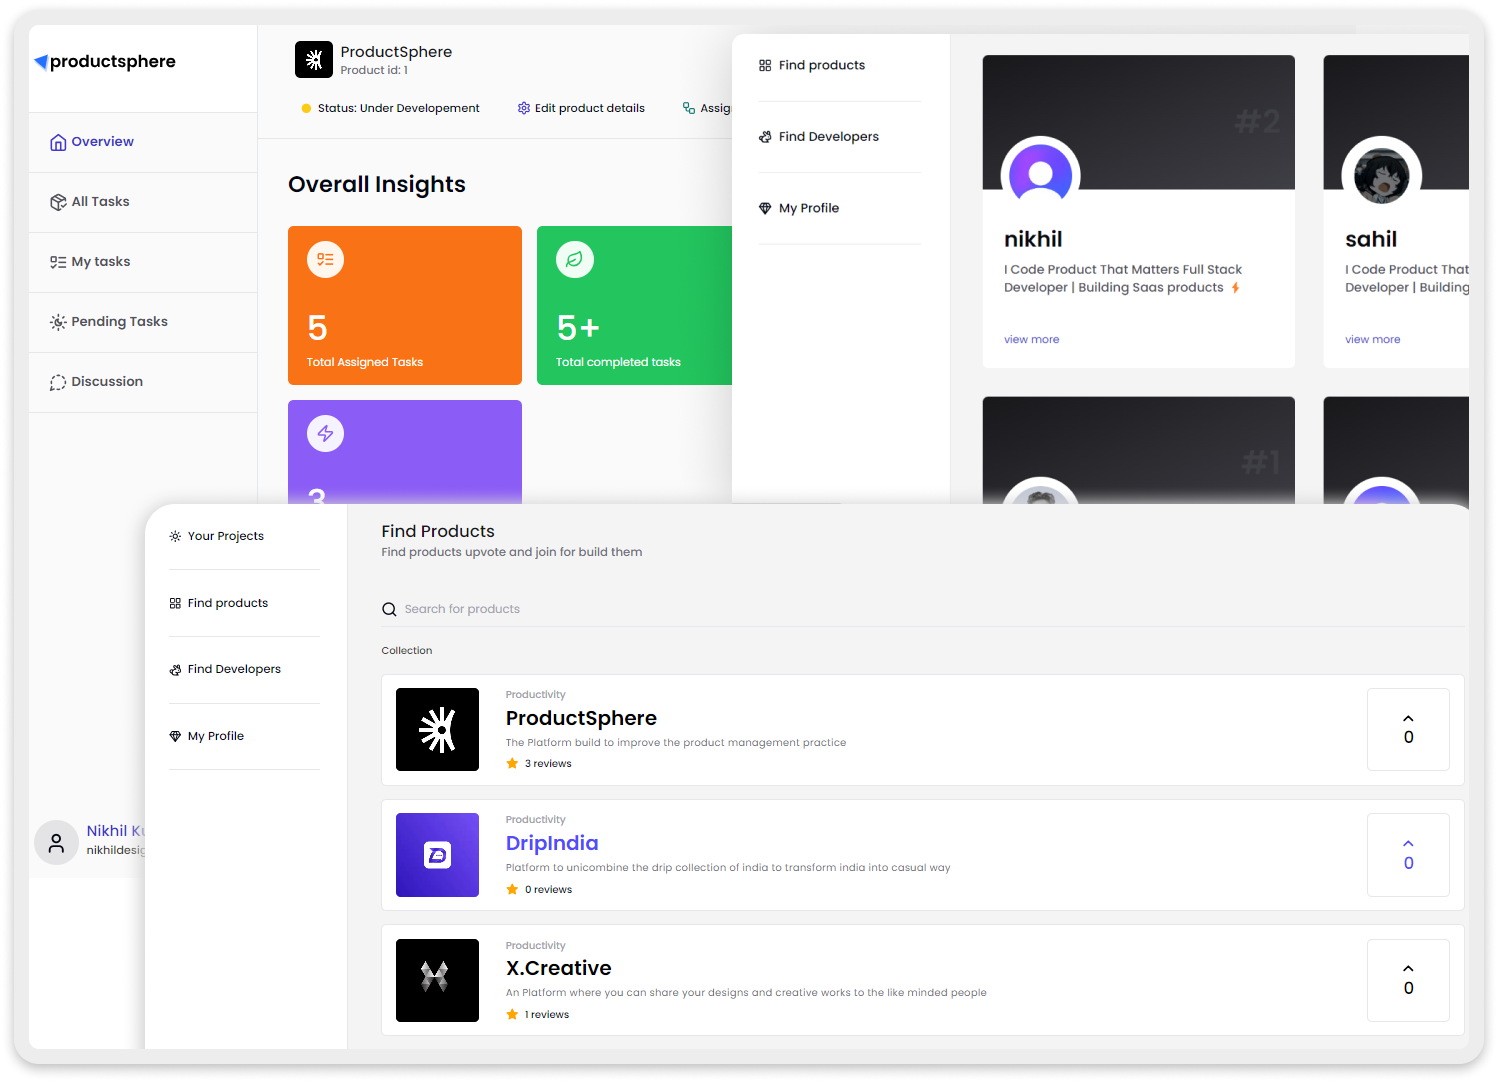 productsphere
Overview
All Tasks
My tasks
Pending Tasks
Discussion
nikhildesig
ProductSphere
Product id: 1
Status: Under Developement
Edit product details
Overall Insights
5
Total Assigned Tasks
5+
Total completed tasks
3
Find products
Find Developers
My Profile
#2
nikhil
I Code Product That Matters Full Stack
Developer | Building Saas products
view more
sahil
I Code Product That
Developer | Building
view more
#1
Your Projects
Find products
Find Developers
My Profile
Find Products
Find products upvote and join for build them
Search for products
Collection
Productivity
ProductSphere
The Platform build to improve the product management practice
3 reviews
0
Productivity
DripIndia
Platform to unicombine the drip collection of india to transform india into casual way
0 reviews
0
Productivity
X.Creative
An Platform where you can share your designs and creative works to the like minded people
1 reviews
0